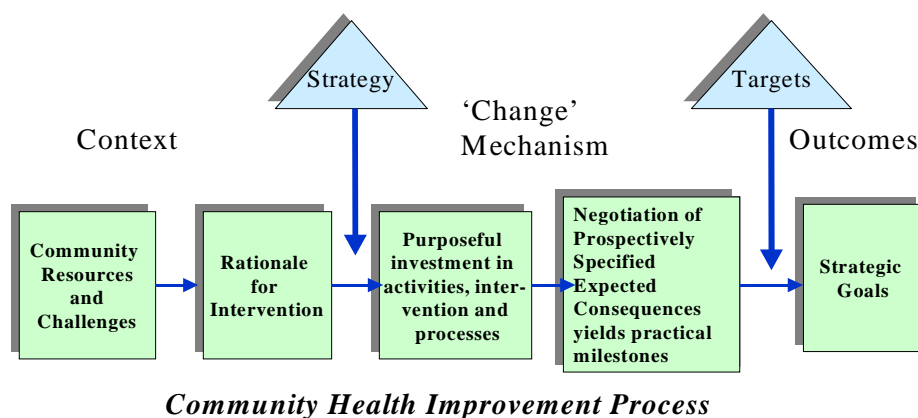 Strategy
Targets
Context
‘Change’
Mechanism
Outcomes
Community
Resources
and
Challenges
Rationale
for
Intervention
Purposeful
investment in
activities, inter-
vention and
processes
Negotiation of
Prospectively
Specified
Expected
Consequences
yields practical
milestones
Strategic
Goals
Community Health Improvement Process